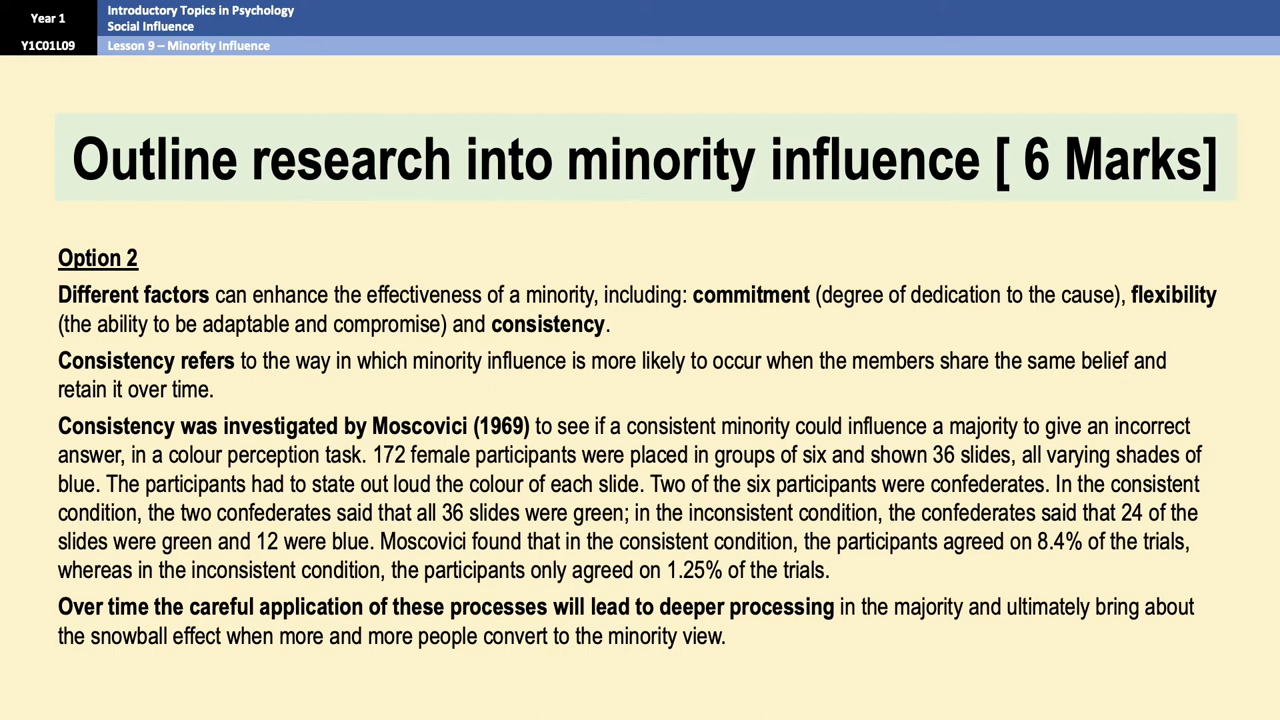 Year 1
Introductory Topics in Psychology
Social Influence
Y1C01L09
Lesson 9 – Minority Influence
Outline research into minority influence [ 6 Marks]
Option 2
Different factors can enhance the effectiveness of a minority, including: commitment (degree of dedication to the cause), flexibility
(the ability to be adaptable and compromise) and consistency.
Consistency refers to the way in which minority influence is more likely to occur when the members share the same belief and
retain it over time.
Consistency was investigated by Moscovici (1969) to see if a consistent minority could influence a majority to give an incorrect
answer, in a colour perception task. 172 female participants were placed in groups of six and shown 36 slides, all varying shades of
blue. The participants had to state out loud the colour of each slide. Two of the six participants were confederates. In the consistent
condition, the two confederates said that all 36 slides were green; in the inconsistent condition, the confederates said that 24 of the
slides were green and 12 were blue. Moscovici found that in the consistent condition, the participants agreed on 8.4% of the trials,
whereas in the inconsistent condition, the participants only agreed on 1.25% of the trials.
Over time the careful application of these processes will lead to deeper processing in the majority and ultimately bring about
the snowball effect when more and more people convert to the minority view.